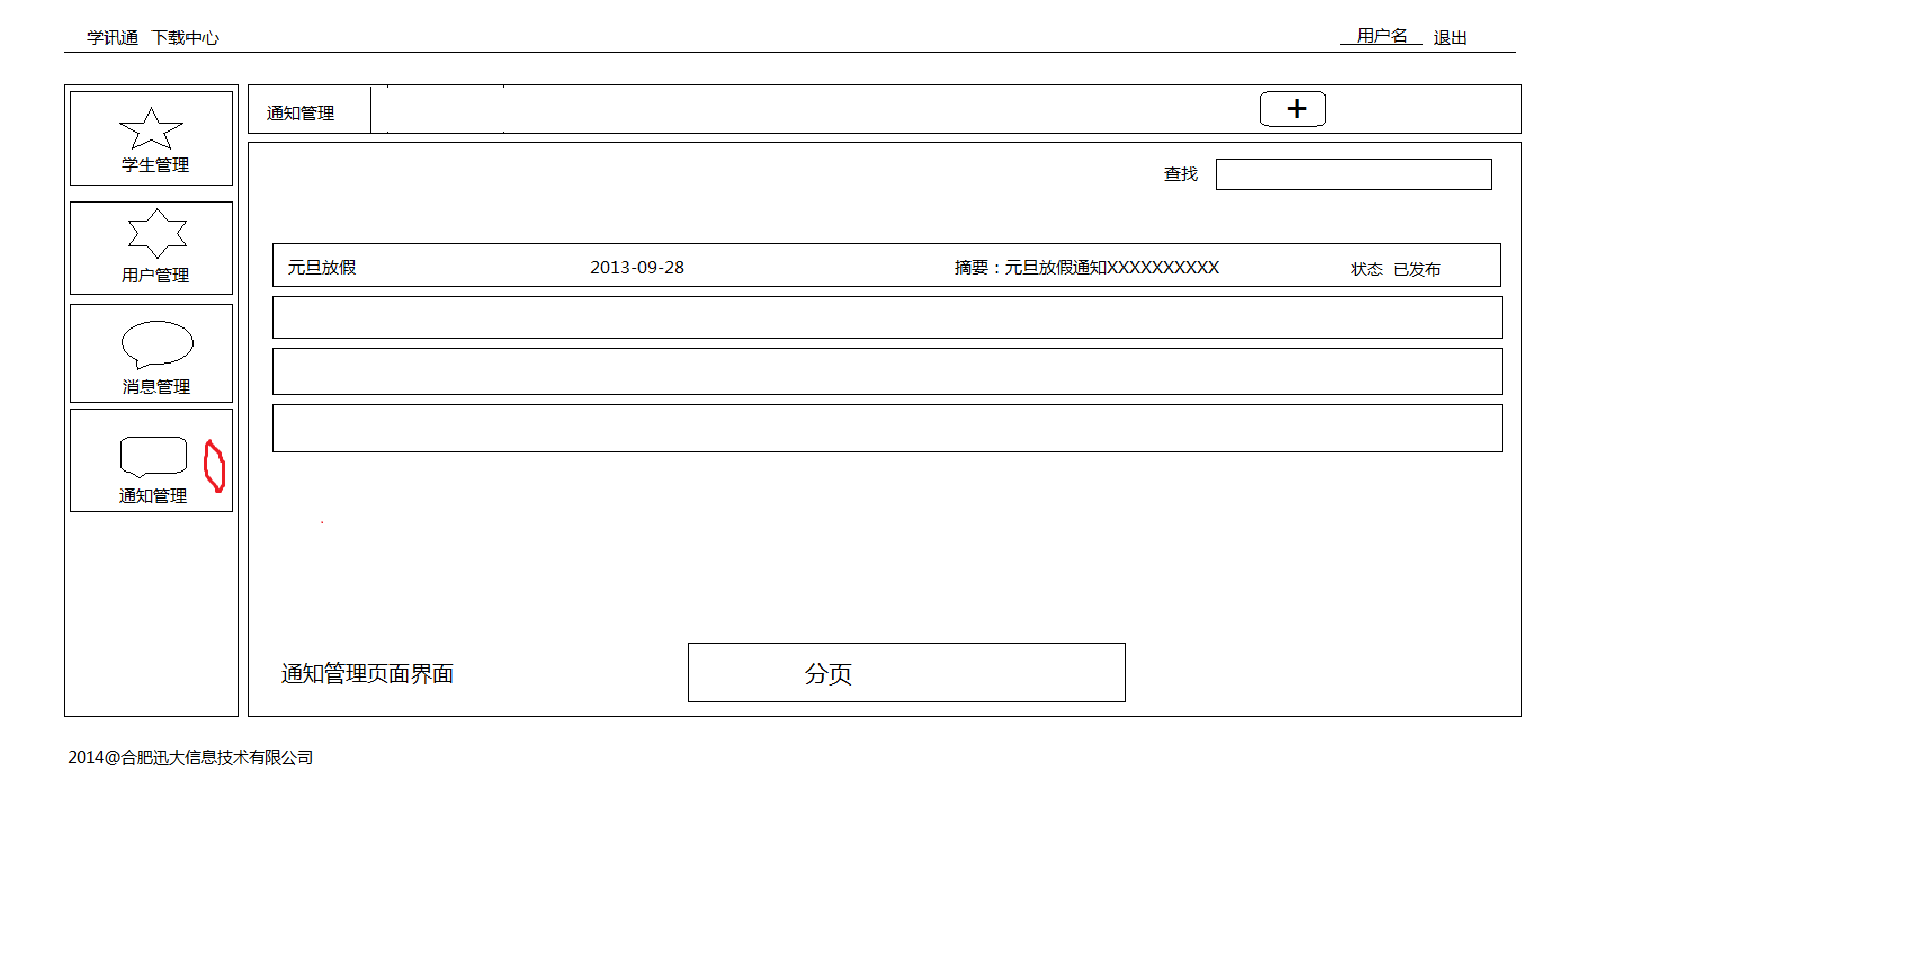 学讯通 下载中心 用户名 退出
通知管理 +
学生管理
查找
用户管理
元旦放假 2013-09-28 摘要：元旦放假通知XXXXXXXXXX 状态 已发布
消息管理
通知管理
通知管理页面界面 分页
2014@合肥迅大信息技术有限公司